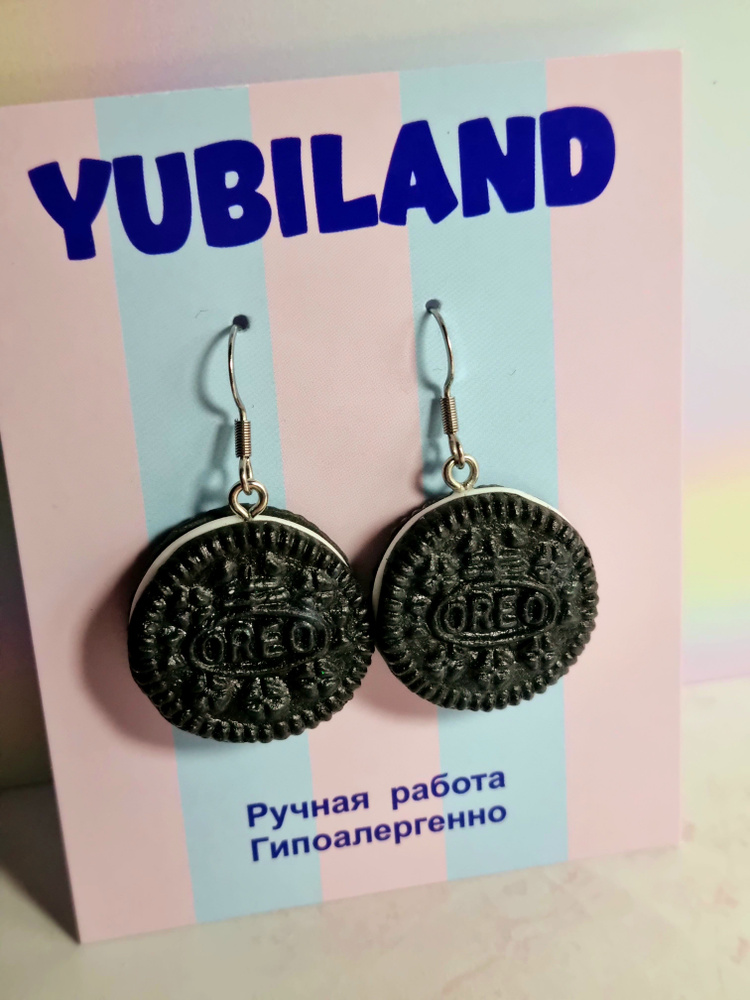 YUBILAND
OREO
OREO
Ручная работа
Гипоалергенно